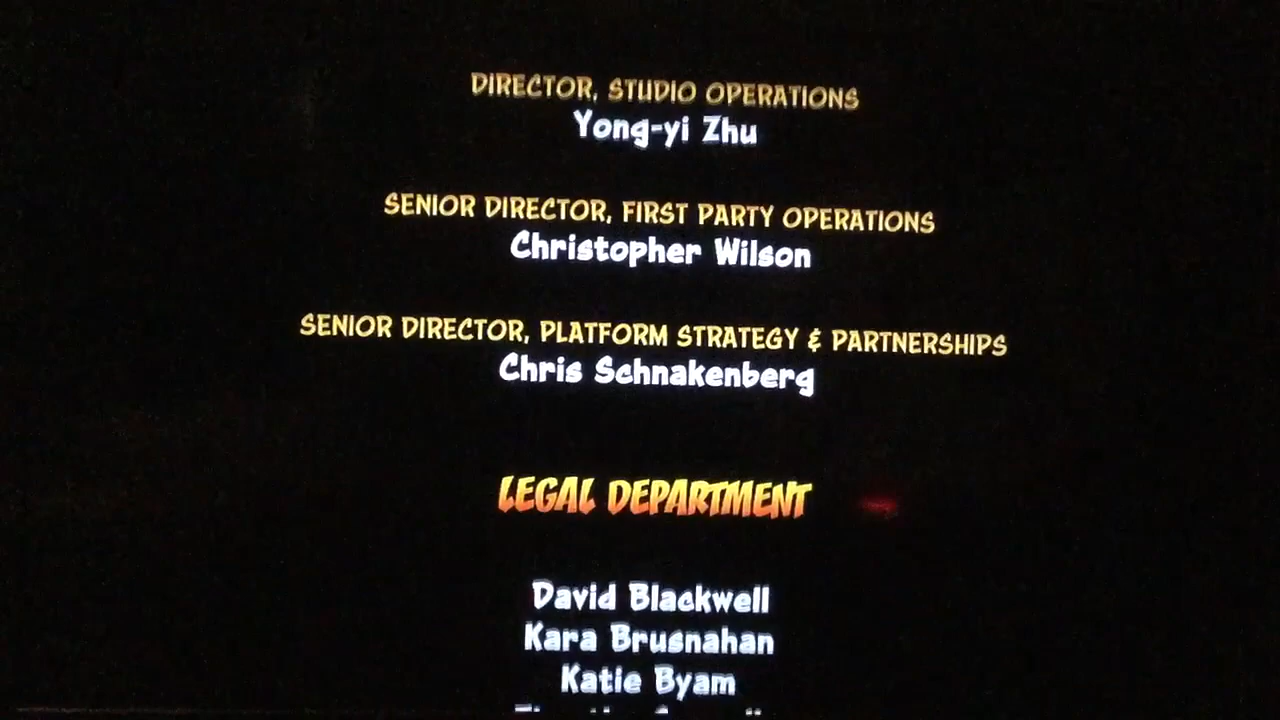 DIRECTOR, STUDIO OPERATIONS
Yong-yi Zhu
SENIOR DIRECTOR, FIRST PARTY OPERATIONS
Christopher Wilson
SENIOR DIRECTOR, PLATFORM STRATEGY & PARTNERSHIPS
Chris Schnakenberg
LEGAL DEPARTMENT
David Blackwell
Kara Brusnahan
Katie Byam